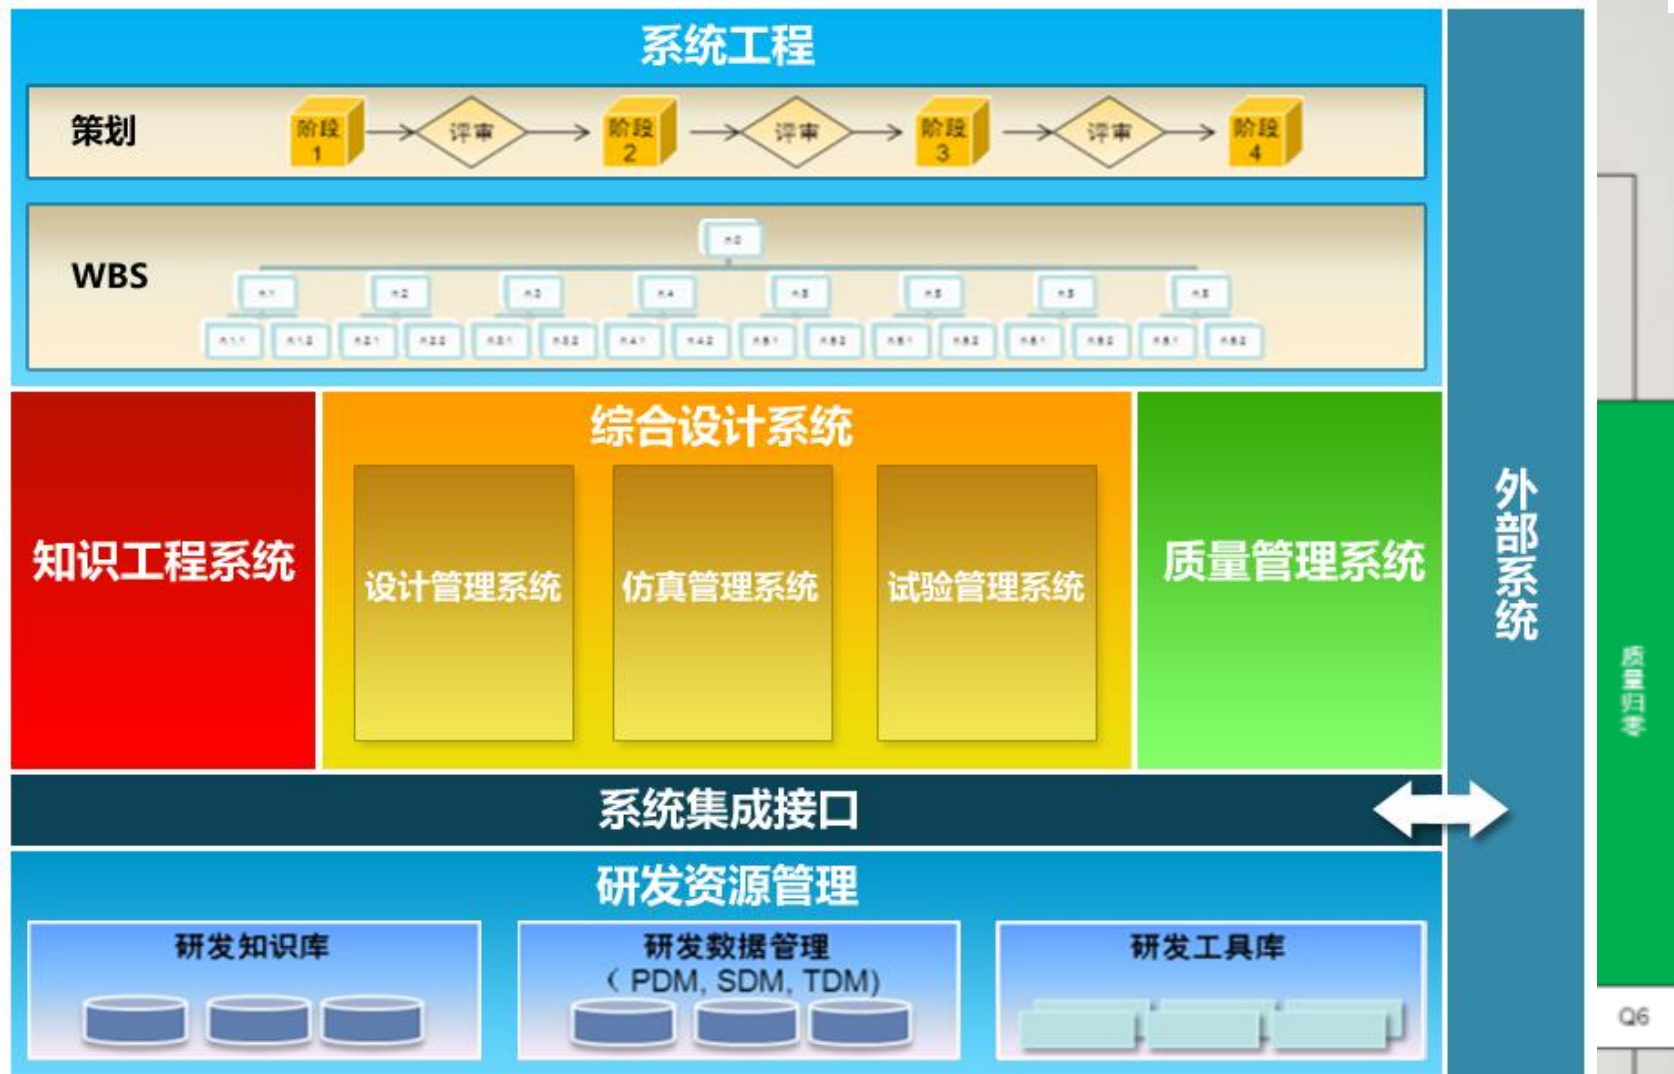 系统工程
策划
阶段
1
评审
阶段
2
评审
阶段
3
评审
阶段
4
WBS
知识工程系统
综合设计系统
设计管理系统
仿真管理系统
试验管理系统
质量管理系统
外部系统
系统集成接口
研发资源管理
研发知识库
研发数据管理
（PDM, SDM, TDM)
研发工具库
质量归零
Q6